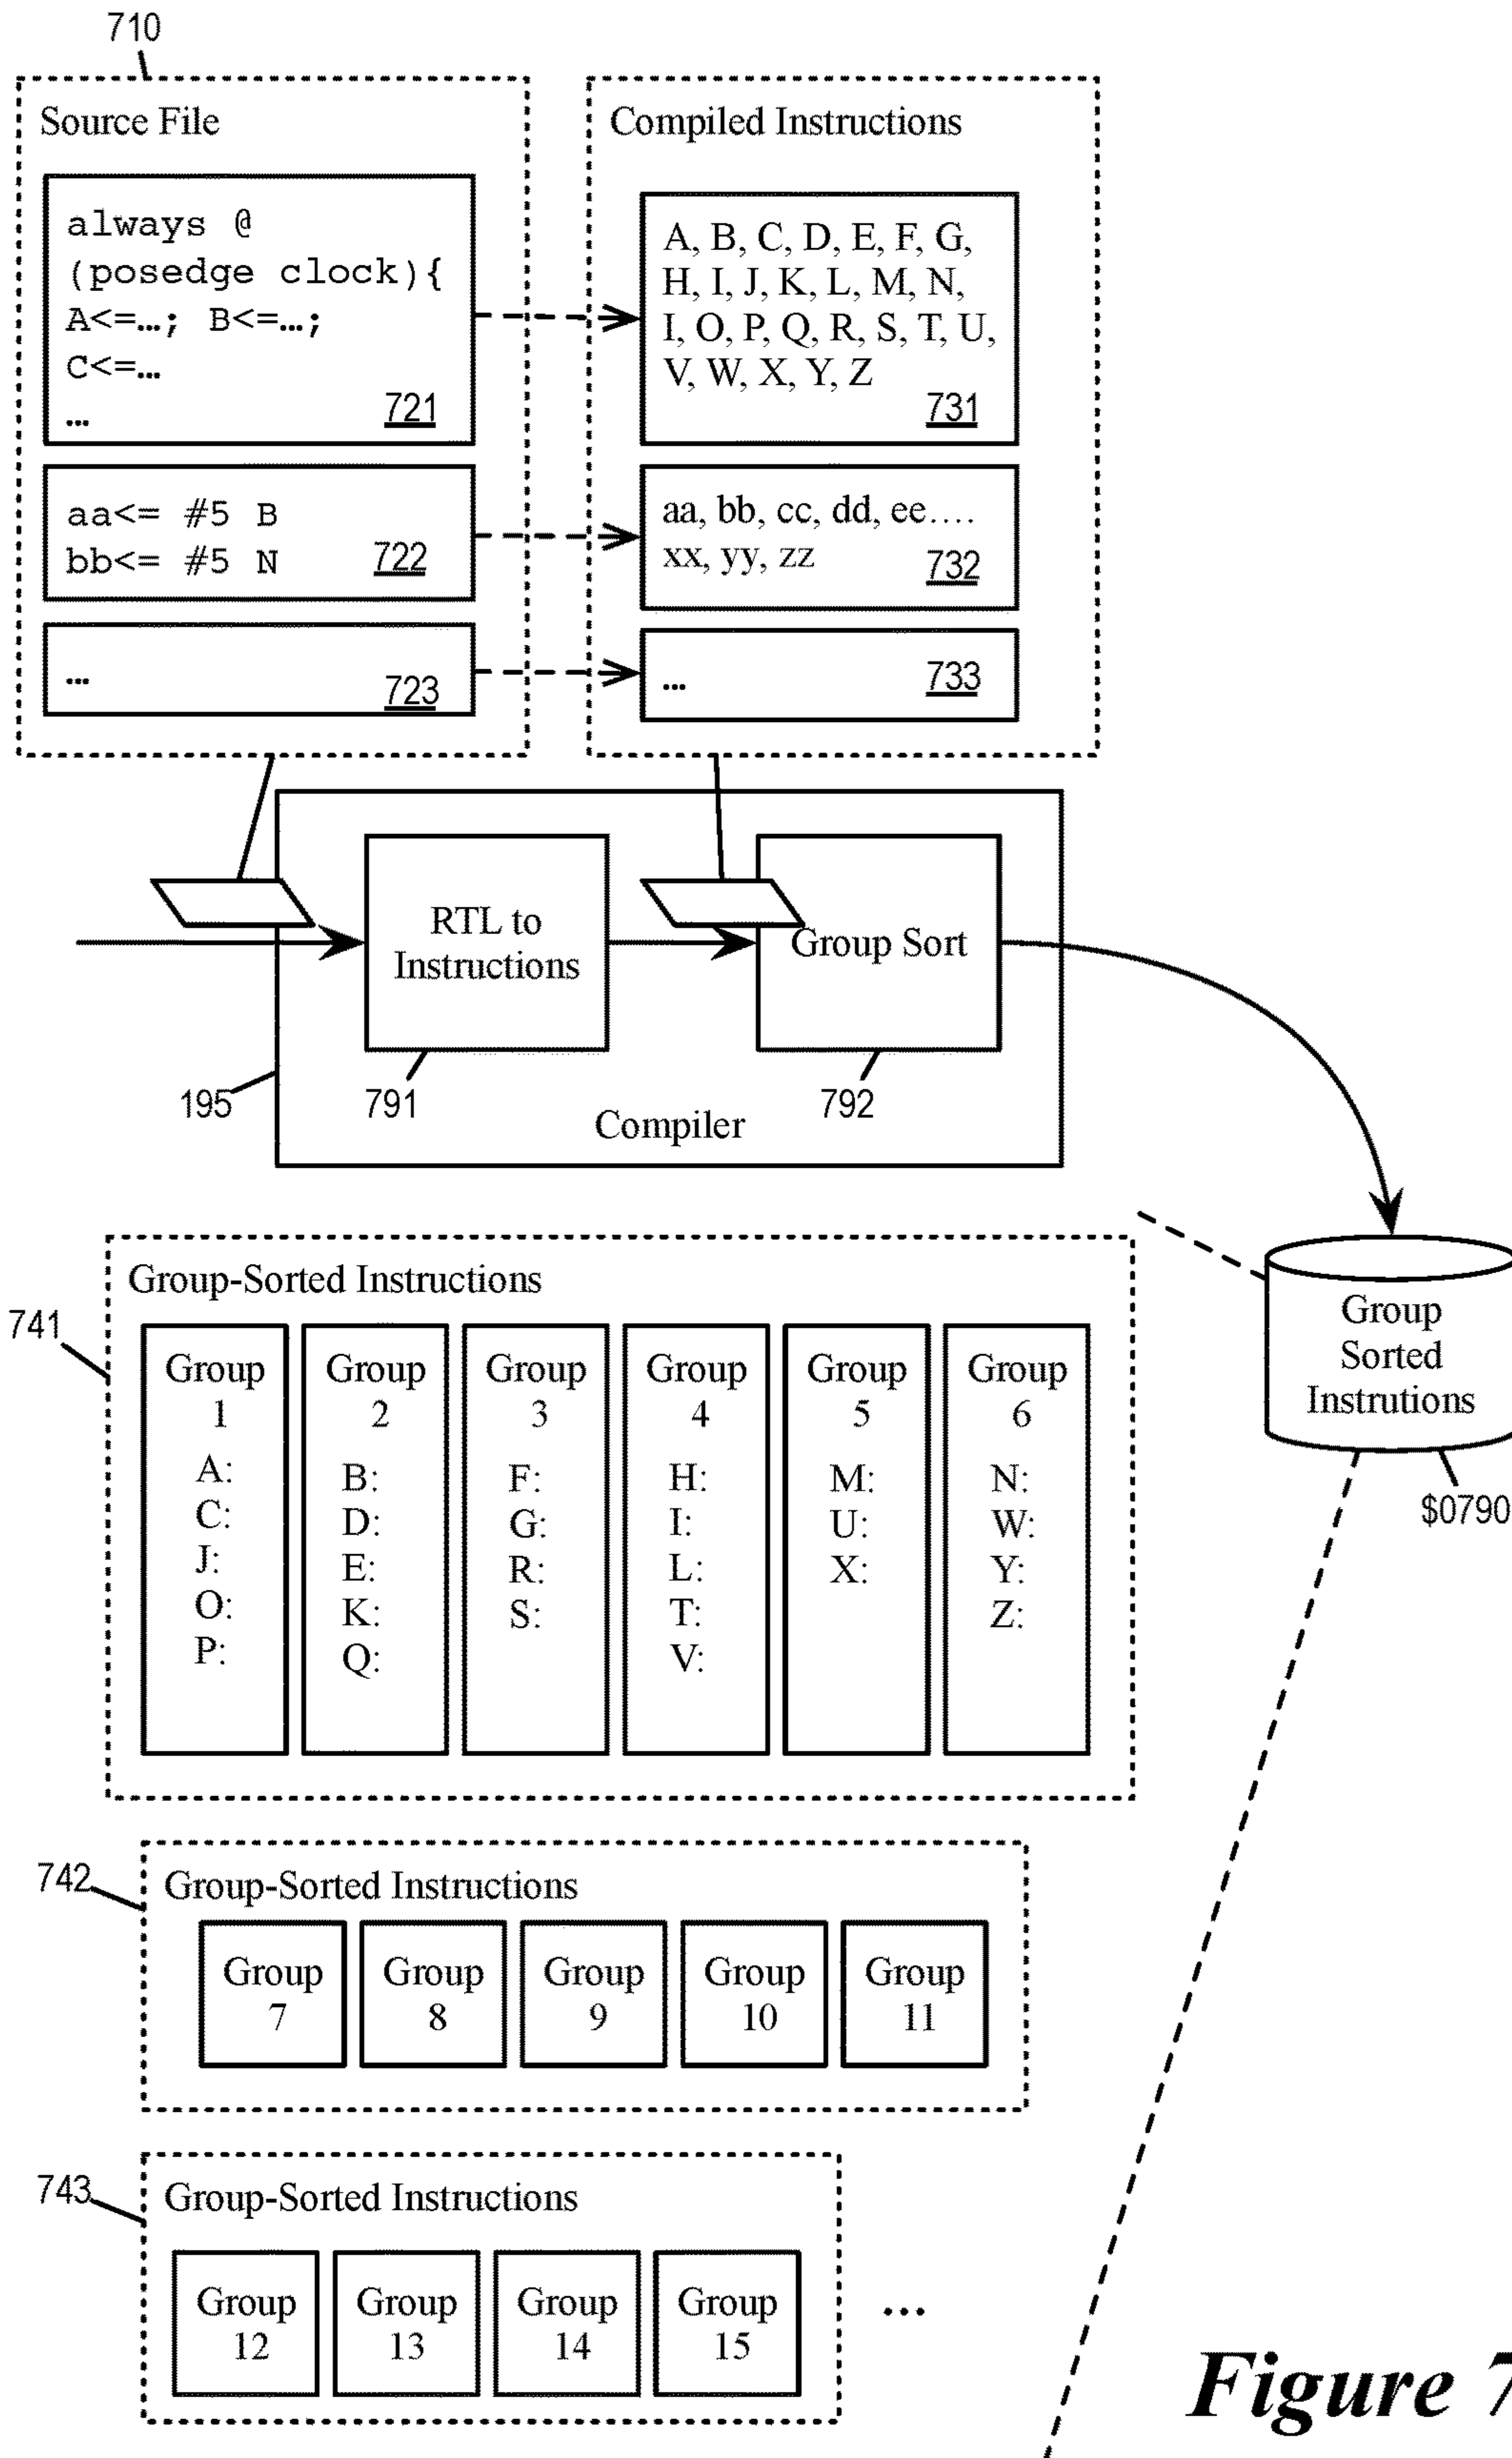 710
Source File
always @
(posedge clock){
A<=…; B<=…;
C<=…
…
721
aa<= #5 B
bb<= #5 N
722
…
723
Compiled Instructions
A, B, C, D, E, F, G,
H, I, J, K, L, M, N,
I, O, P, Q, R, S, T, U,
V, W, X, Y, Z
731
aa, bb, cc, dd, ee….
xx, yy, zz
732
…
733
RTL to
Instructions
Group Sort
195
791
792
Compiler
Group
Sorted
Instrutions
$0790
741
Group-Sorted Instructions
Group
1
A:
C:
J:
O:
P:
Group
2
B:
D:
E:
K:
Q:
Group
3
F:
G:
R:
S:
Group
4
H:
I:
L:
T:
V:
Group
5
M:
U:
X:
Group
6
N:
W:
Y:
Z:
742
Group-Sorted Instructions
Group
7
Group
8
Group
9
Group
10
Group
11
743
Group-Sorted Instructions
Group
12
Group
13
Group
14
Group
15
…
Figure 7